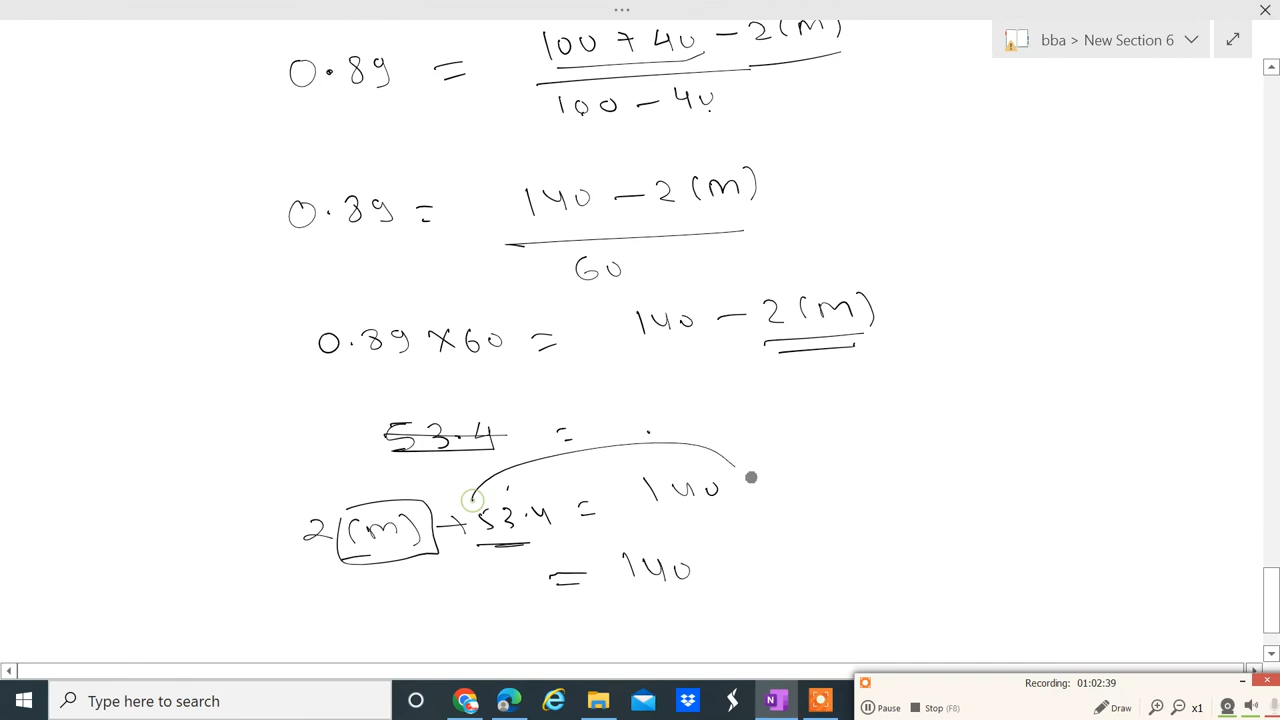 bba > New Section 6
0.89 = 100 + 40 - 2(m)
100 - 40
0.89 = 140 - 2(m)
60
0.89 x 60 = 140 - 2(m)
53.4 =
2(m) + 53.4 = 140
= 140
Type here to search
Recording: 01:02:39
Pause Stop (F8) Draw x1